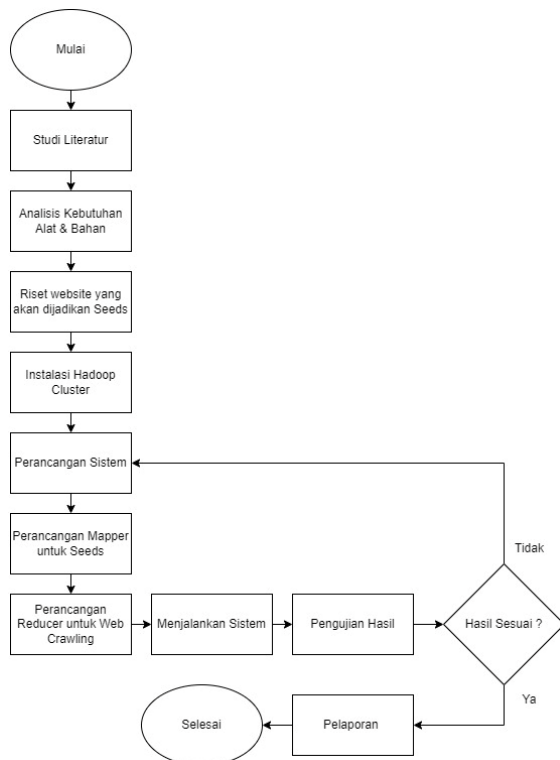 Mulai
Studi Literatur
Analisis Kebutuhan
Alat & Bahan
Riset website yang
akan dijadikan Seeds
Instalasi Hadoop
Cluster
Perancangan Sistem
Perancangan Mapper
untuk Seeds
Perancangan
Reducer untuk Web
Crawling
Menjalankan Sistem
Pengujian Hasil
Hasil Sesuai ?
Tidak
Ya
Pelaporan
Selesai